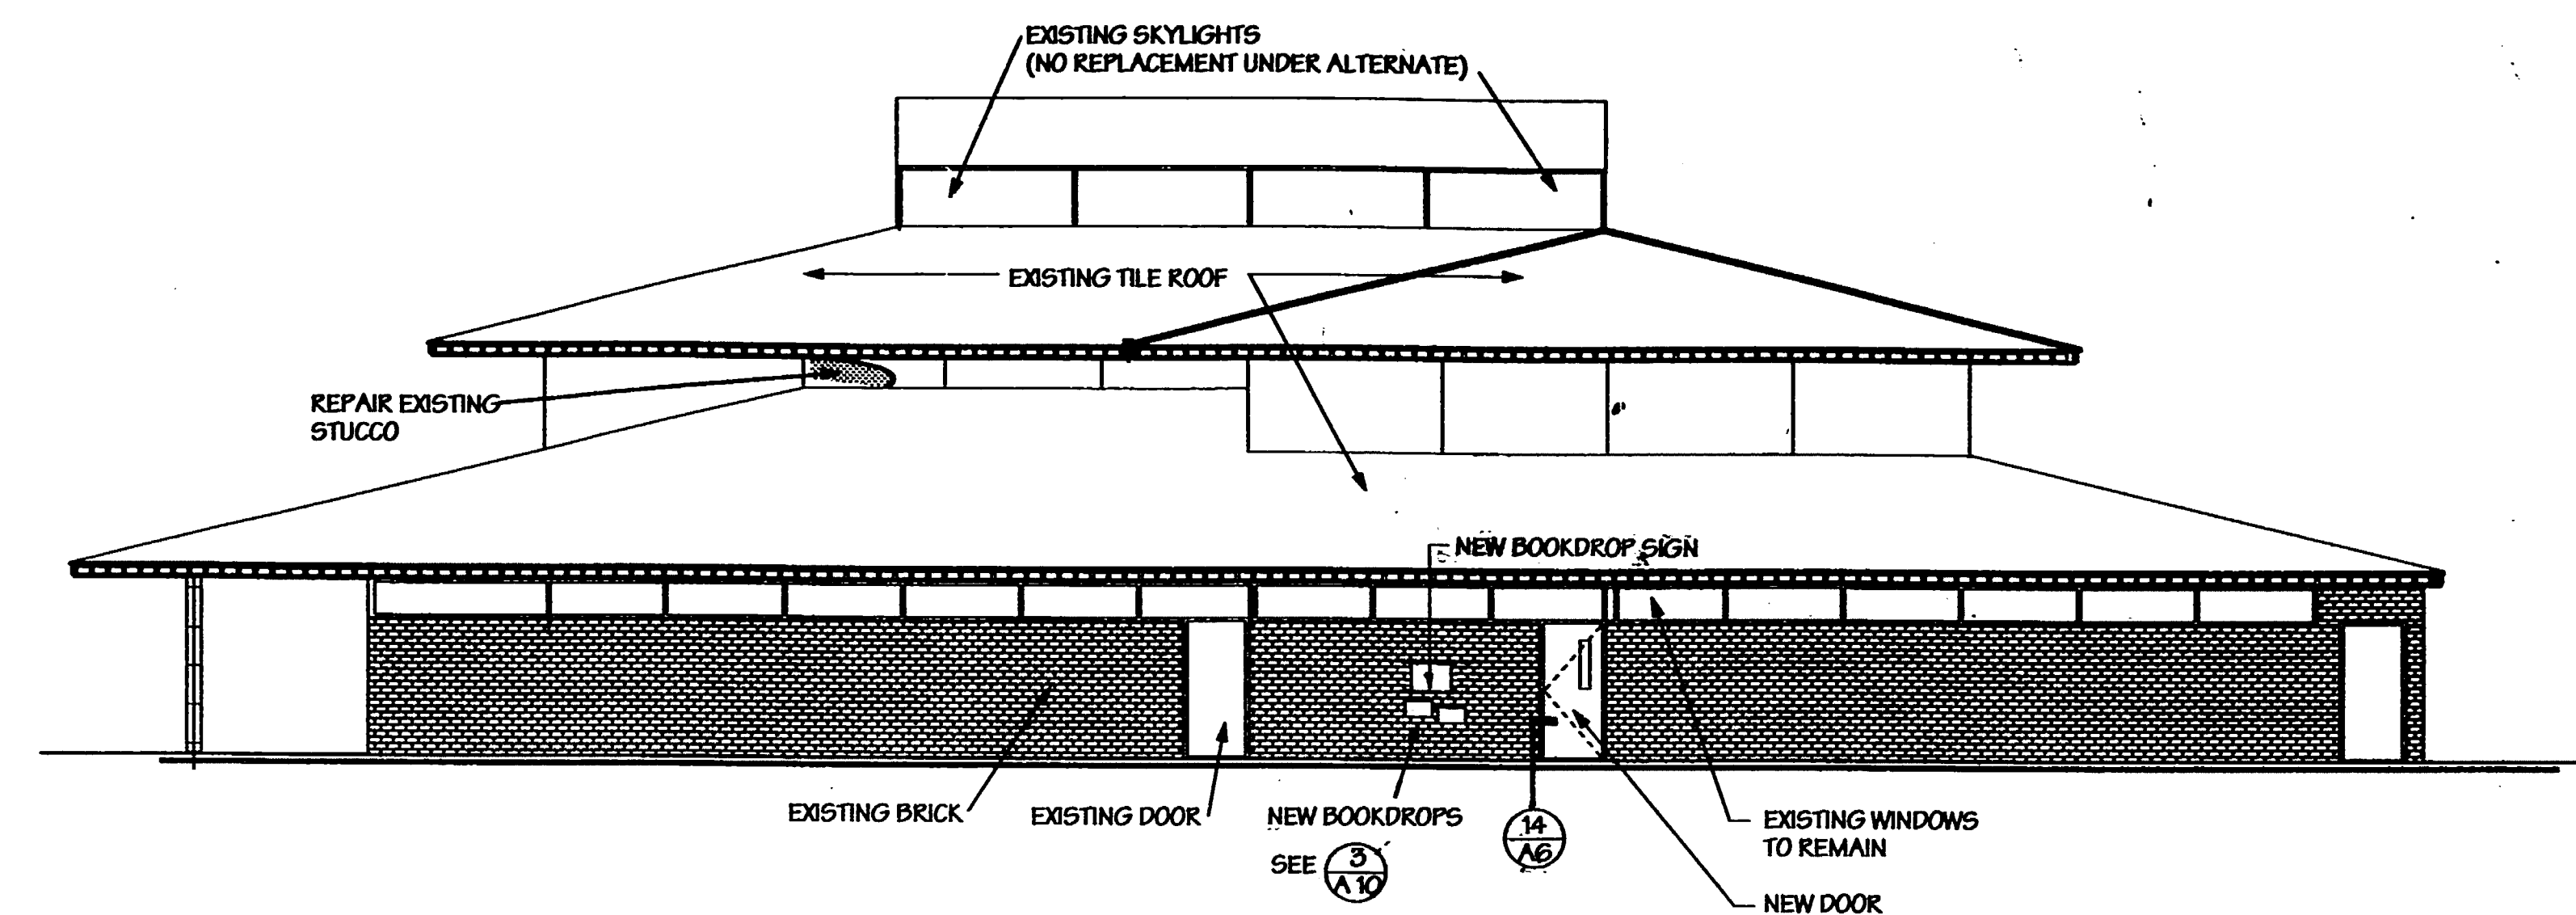 EXISTING SKYLIGHTS
(NO REPLACEMENT UNDER ALTERNATE)
EXISTING TILE ROOF
REPAIR EXISTING
STUCCO
NEW BOOKDROP SIGN
EXISTING BRICK
EXISTING DOOR
NEW BOOKDROPS
SEE
3
A 10
14
A6
EXISTING WINDOWS
TO REMAIN
NEW DOOR